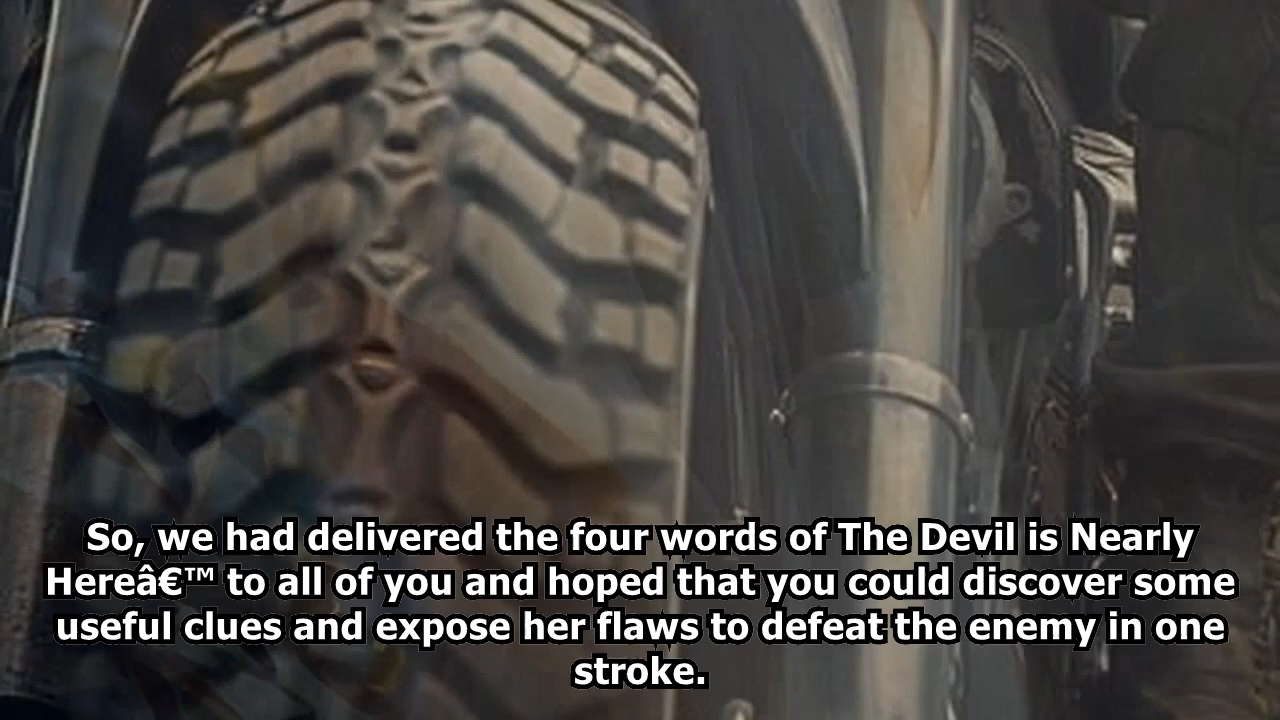 So, we had delivered the four words of The Devil is Nearly
Hereâ€™ to all of you and hoped that you could discover some
useful clues and expose her flaws to defeat the enemy in one
stroke.